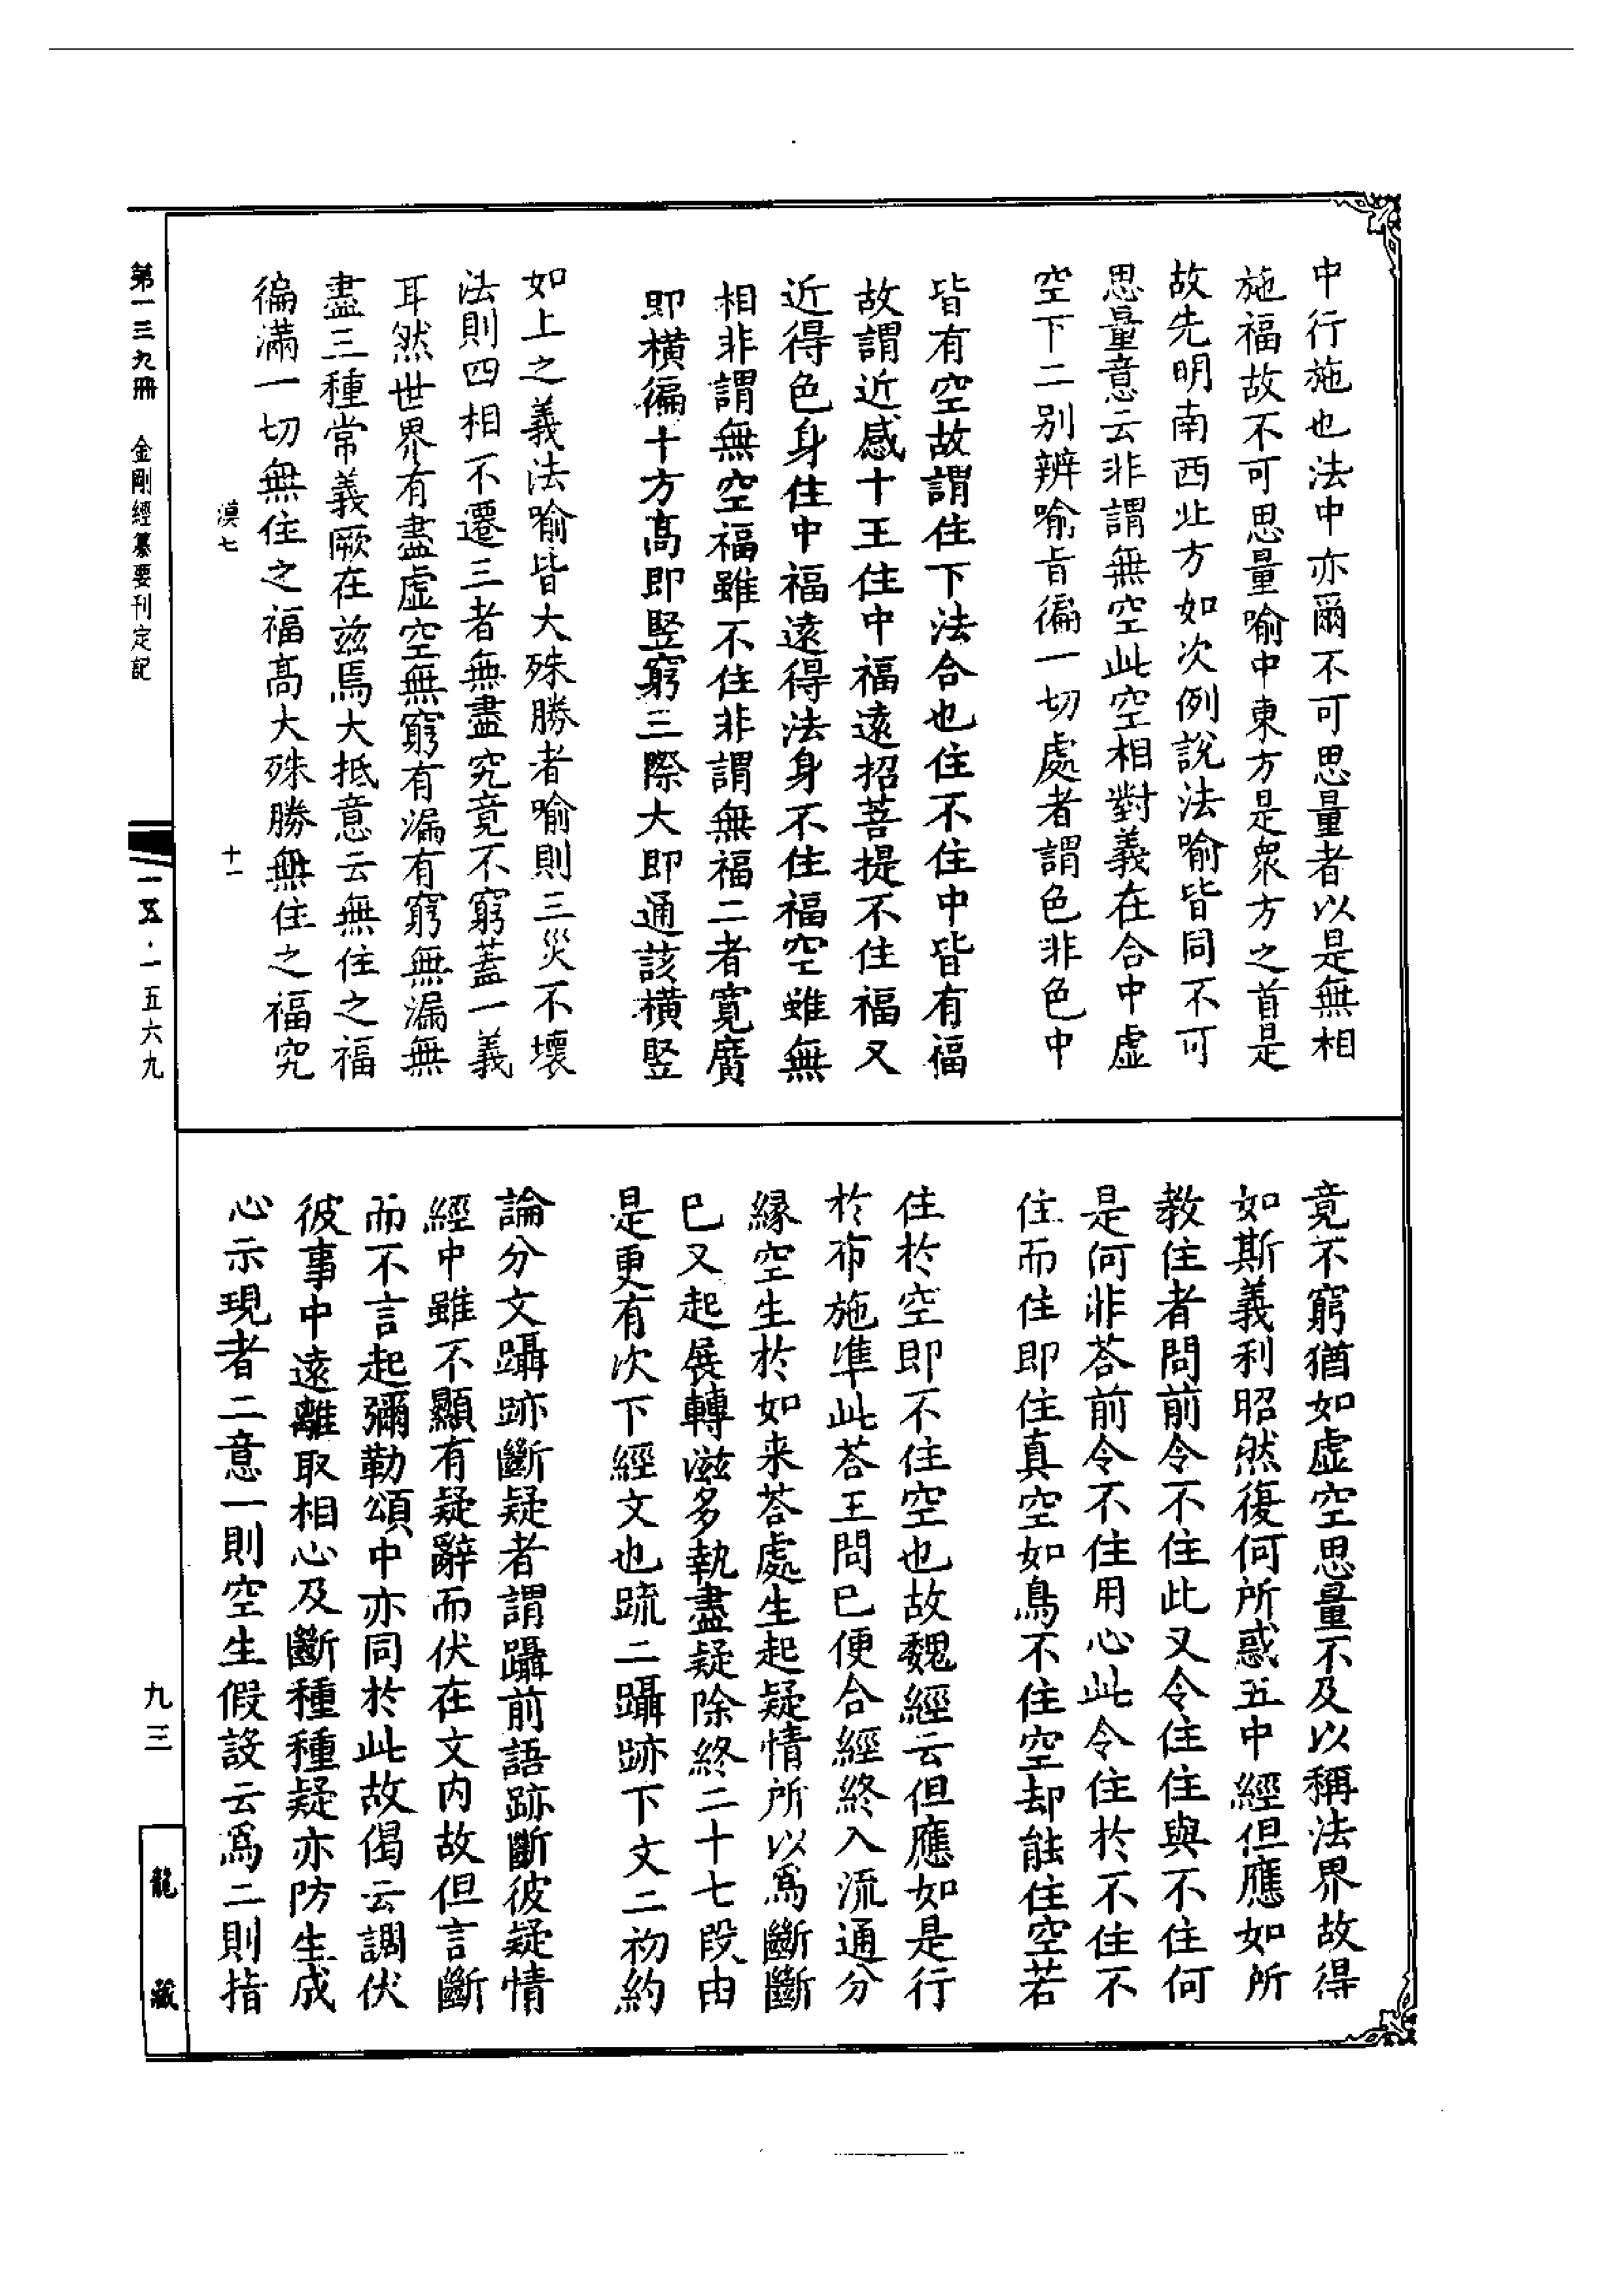 中行施也法中亦爾不可思量者以是無相
施福故不可思量喻中東方是衆方之首是
故先明南西北方如次例說法喻皆同不可
思量意云非謂無空此空相對義在合中虛
空下二別辨喻旨徧一切處者謂色非色中
皆有空故謂住下法合也住不住中皆有福
故謂近感十王住中福遠招菩提不住福又
近得色身住中福遠得法身不住福空雖無
相非謂無空福雖不住非謂無福二者寬廣
即橫徧十方高即竪窮三際大即通該橫竪
如上之義法喻皆大殊勝者喻則三災不壞
法則四相不遷三者無盡究竟不窮蓋一義
耳然世界有盡虛空無窮有漏有窮無漏無
盡三種常義厥在茲焉大抵意云無住之福
徧滿一切無住之福高大殊勝無住之福究
漠七
十一
竟不窮猶如虛空思量不及以稱法界故得
如斯義利昭然復何所惑五中經但應如所
教住者問前令不住此又令住住與不住何
是何非荅前令不住用心此令住於不住不
住而住即住真空如鳥不住空却能住空若
住於空即不住空也故魏經云但應如是行
於布施準此荅王問已便合經終入流通分
緣空生於如来荅處生起疑情所以爲斷斷
已又起展轉滋多執盡疑除終二十七段由
是更有次下經文也疏二躡跡下文二初約
論分文躡跡斷疑者謂躡前語跡斷彼疑情
經中雖不顯有疑辭而伏在文内故但言斷
而不言起彌勒頌中亦同於此故偈云調伏
彼事中遠離取相心及斷種種疑亦防生成
心示現者二意一則空生假設云爲二則指
第一三九冊 金剛經纂要刊定記
一五·一五六九
九三
龍藏